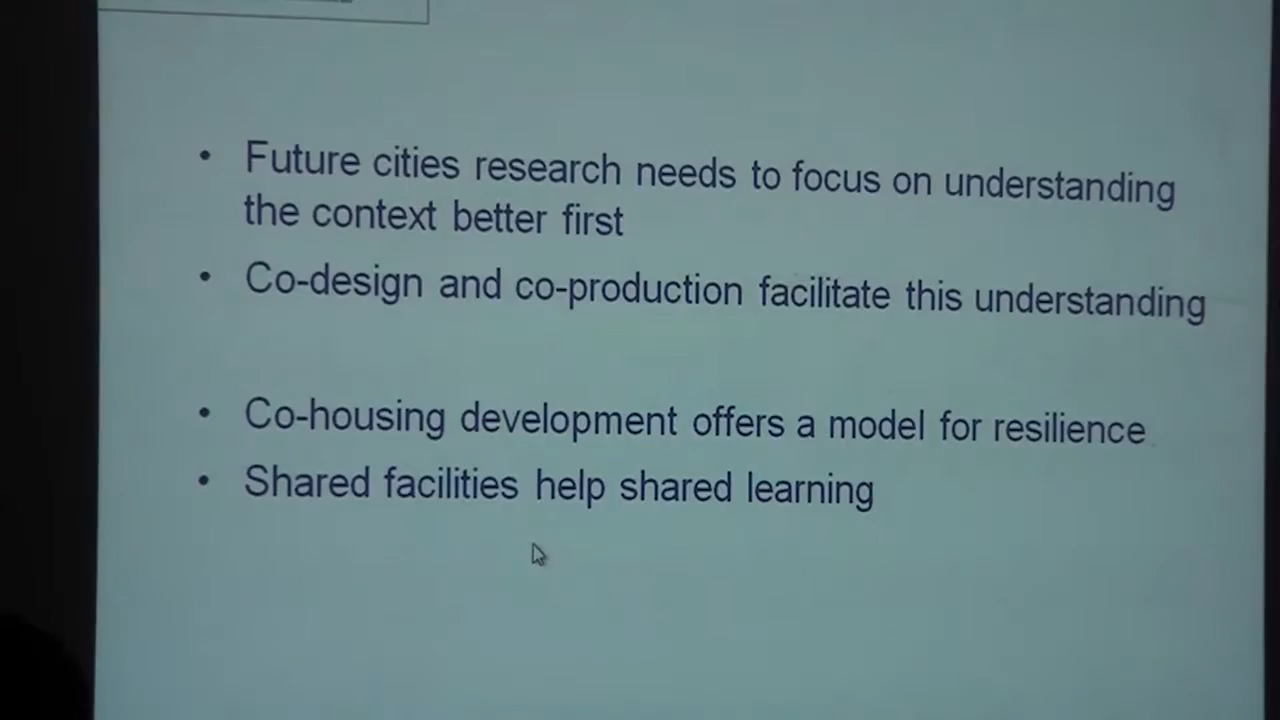 • Future cities research needs to focus on understanding
the context better first
• Co-design and co-production facilitate this understanding
• Co-housing development offers a model for resilience
• Shared facilities help shared learning